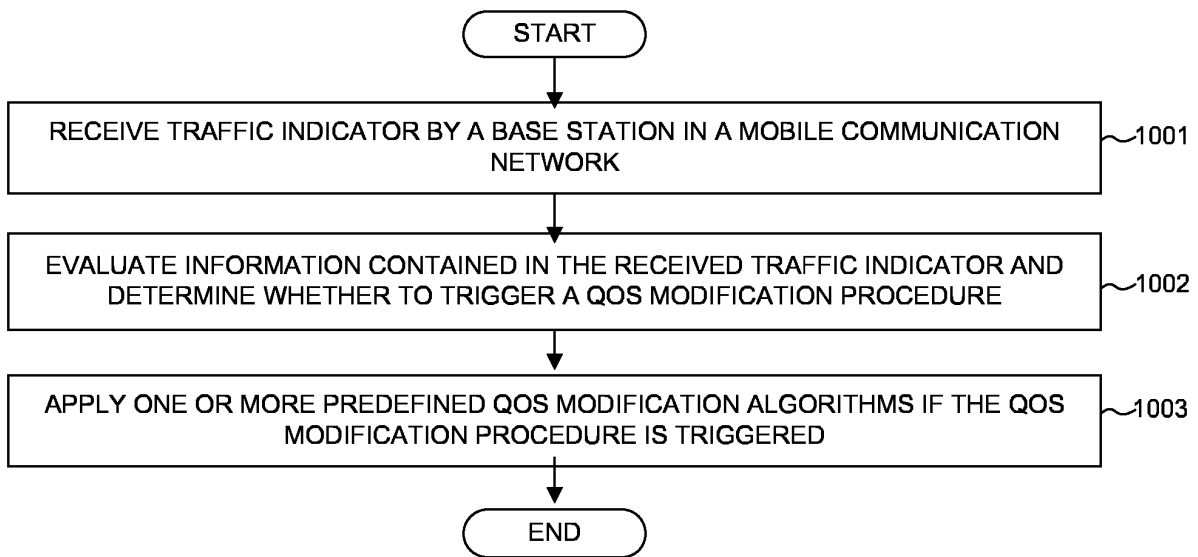 START
RECEIVE TRAFFIC INDICATOR BY A BASE STATION IN A MOBILE COMMUNICATION
NETWORK
1001
EVALUATE INFORMATION CONTAINED IN THE RECEIVED TRAFFIC INDICATOR AND
DETERMINE WHETHER TO TRIGGER A QOS MODIFICATION PROCEDURE
1002
APPLY ONE OR MORE PREDEFINED QOS MODIFICATION ALGORITHMS IF THE QOS
MODIFICATION PROCEDURE IS TRIGGERED
1003
END